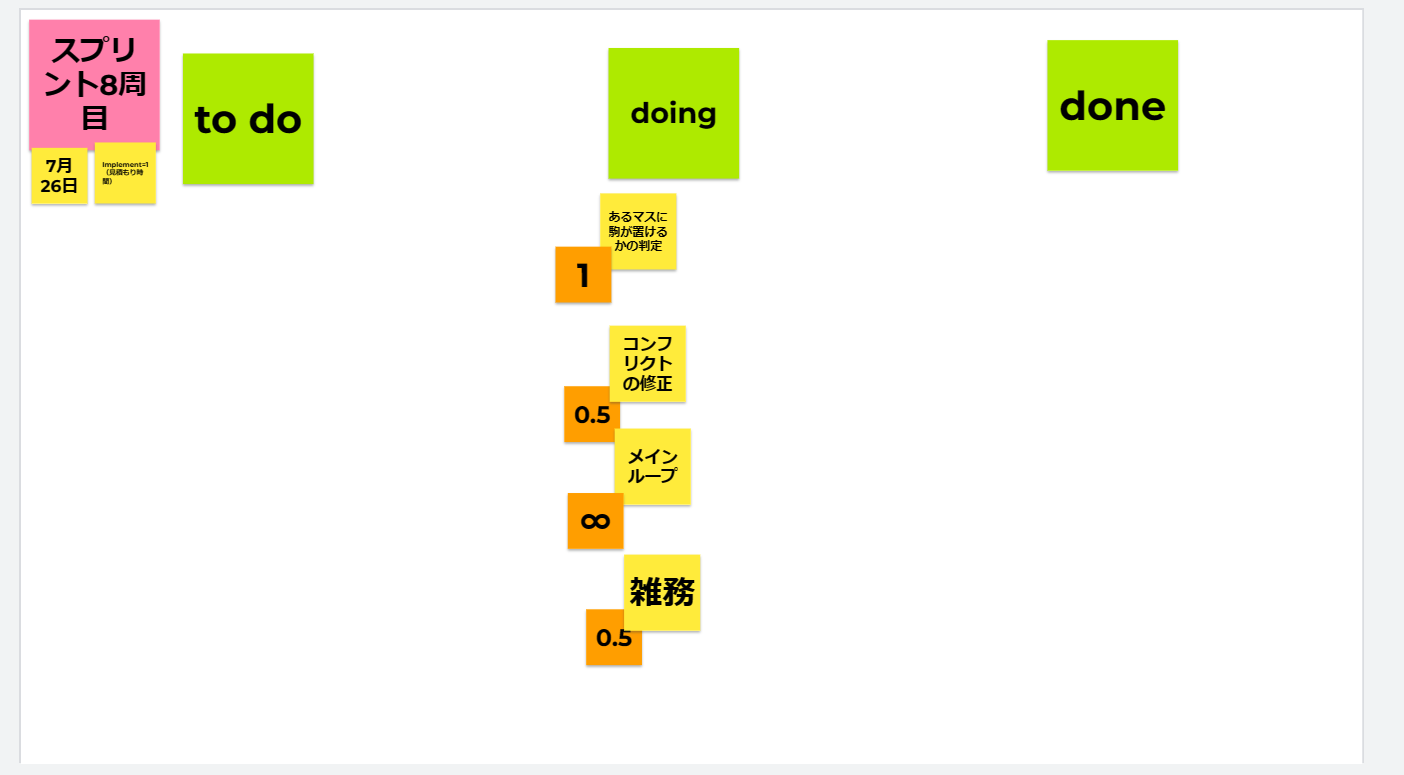 スプリ
ント8周
目
7月
26日
Implement=1
（見積もり時
間）
to do
doing
done
あるマスに
駒が置ける
かの判定
1
コンフ
リクト
の修正
0.5
メイン
ループ
∞
雑務
0.5